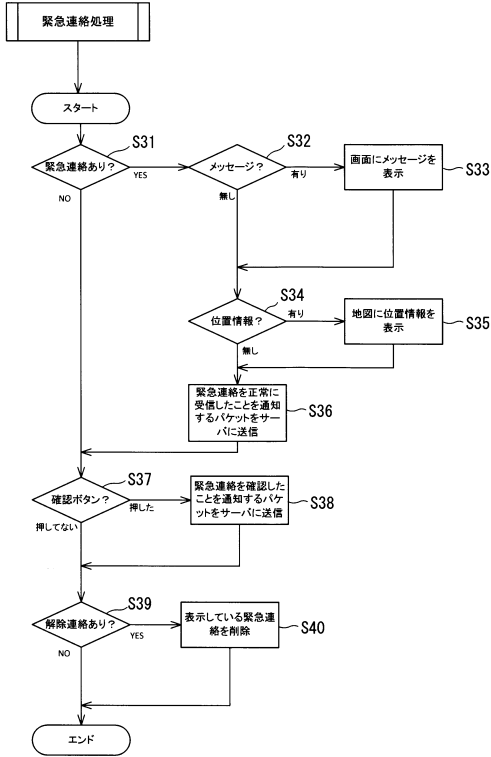 緊急連絡処理
スタート
S31
緊急連絡あり？
YES
NO
S32
メッセージ？
有り
無し
画面にメッセージを
表示
S33
S34
位置情報？
有り
無し
地図に位置情報を
表示
S35
緊急連絡を正常に
受信したことを通知
するパケットをサー
バに送信
S36
S37
確認ボタン？
押した
押してない
緊急連絡を確認した
ことを通知するパケ
ットをサーバに送信
S38
S39
解除連絡あり？
YES
NO
表示している緊急連
絡を削除
S40
エンド